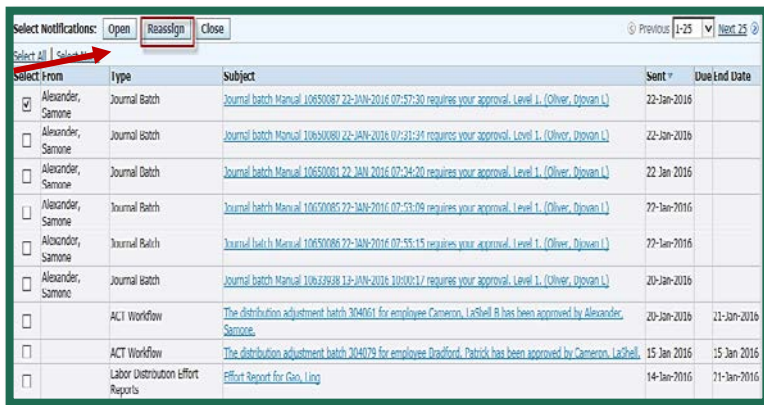 Select Notifications: Open Reassign Close Previous 1-25 Next 25
Select All
Select From Type Subject Sent Due End Date
Alexander, Samone Journal Batch Journal batch Manual 10650087 22-JAN-2016 07:57:30 requires your approval. Level 1. (Oliver, Djovan L) 22-Jan-2016
Alexander, Samone Journal Batch Journal batch Manual 10650080 22-JAN-2016 07:31:34 requires your approval. Level 1. (Oliver, Djovan L) 22-Jan-2016
Alexander, Samone Journal Batch Journal batch Manual 10650081 22 JAN 2016 07:34:20 requires your approval. Level 1. (Oliver, Djovan L) 22 Jan 2016
Alexander, Samone Journal Batch Journal batch Manual 10650085 22-JAN-2016 07:53:09 requires your approval. Level 1. (Oliver, Djovan L) 22-Jan-2016
Alexander, Samone Journal Batch Journal batch Manual 10650086 22-JAN-2016 07:55:15 requires your approval. Level 1. (Oliver, Djovan L) 22-Jan-2016
Alexander, Samone Journal Batch Journal batch Manual 10633938 13-JAN-2016 10:00:17 requires your approval. Level 1. (Oliver, Djovan L) 20-Jan-2016
ACT Workflow The distribution adjustment batch 304061 for employee Cameron, LaShell B has been approved by Alexander, 20-Jan-2016 21-Jan-2016
Samone.
ACT Workflow The distribution adjustment batch 304079 for employee Bradford, Patrick has been approved by Cameron, LaShell. 15 Jan 2016 15 Jan 2016
Labor Distribution Effort Effort Report for Gao, Ling 14-Jan-2016 21-Jan-2016
Reports